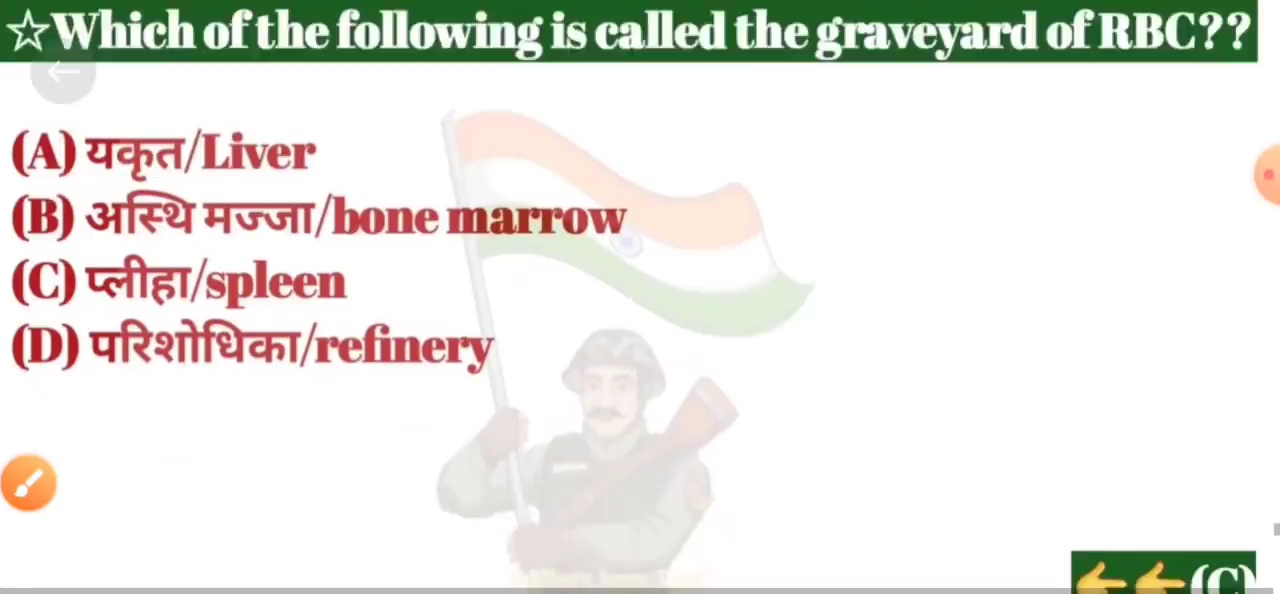 ☆Which of the following is called the graveyard of RBC??
(A) यकृत/Liver
(B) अस्थि मज्जा/bone marrow
(C) प्लीहा/spleen
(D) परिशोधिका/refinery
👉👉(C)